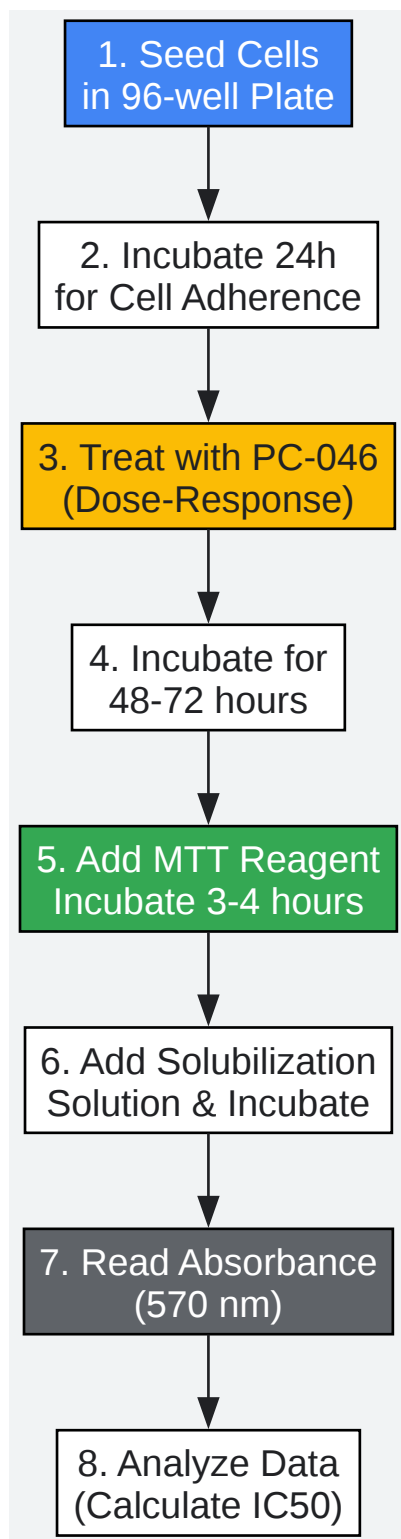 1. Seed Cells
in 96-well Plate
2. Incubate 24h
for Cell Adherence
3. Treat with PC-046
(Dose-Response)
4. Incubate for
48-72 hours
5. Add MTT Reagent
Incubate 3-4 hours
6. Add Solubilization
Solution & Incubate
7. Read Absorbance
(570 nm)
8. Analyze Data
(Calculate IC50)